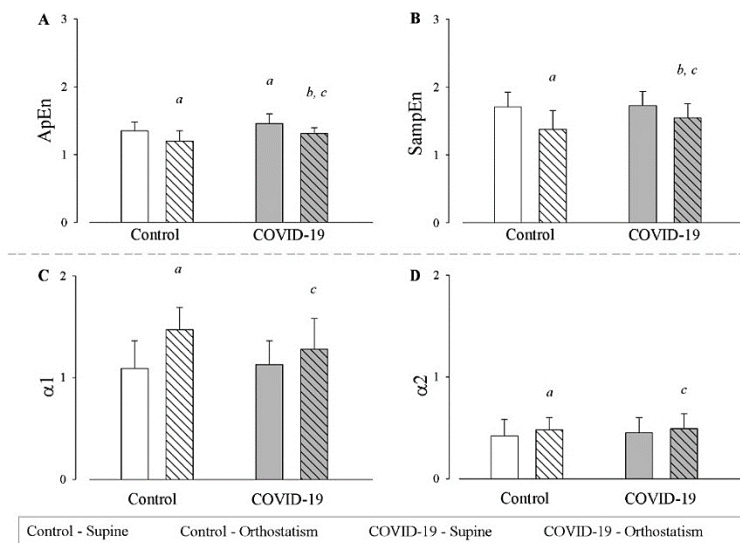 A
3
2
1
0
ApEn
a
a
b, c
Control
COVID-19
B
3
2
1
0
SampEn
a
b, c
Control
COVID-19
C
2
1
0
α1
a
c
Control
COVID-19
D
2
1
0
α2
a
c
Control
COVID-19
Control - Supine Control - Orthostatism COVID-19 - Supine COVID-19 - Orthostatism